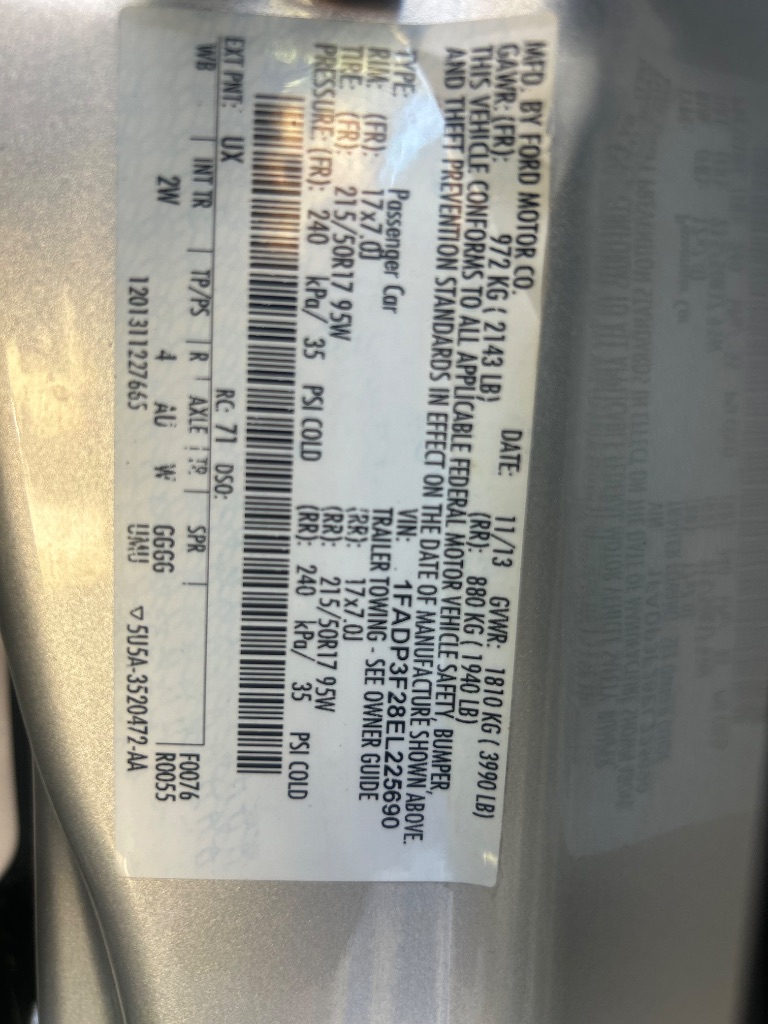 MFD. BY FORD MOTOR CO.
DATE: 11/13 GVWR: 1810 KG ( 3990 LB)
GAWR: (FR): 972 KG ( 2143 LB) (RR): 880 KG ( 1940 LB)
THIS VEHICLE CONFORMS TO ALL APPLICABLE FEDERAL MOTOR VEHICLE SAFETY, BUMPER,
AND THEFT PREVENTION STANDARDS IN EFFECT ON THE DATE OF MANUFACTURE SHOWN ABOVE.
VIN: 1FADP3F28EL225690
TYPE: Passenger Car TRAILER TOWING - SEE OWNER GUIDE
RIM: (FR): 17x7.0J (RR): 17x7.0J
TIRE: (FR): 215/50R17 95W (RR): 215/50R17 95W
PRESSURE: (FR): 240 kPa/ 35 PSI COLD (RR): 240 kPa/ 35 PSI COLD
EXT PNT: UX RC: 71 DSO:
WB | INT TR | TP/PS | R | AXLE | TR | SPR | F0076
2W 4 AU W GGGG R0055
1201311227665 UMU ▽5U5A-3520472-AA